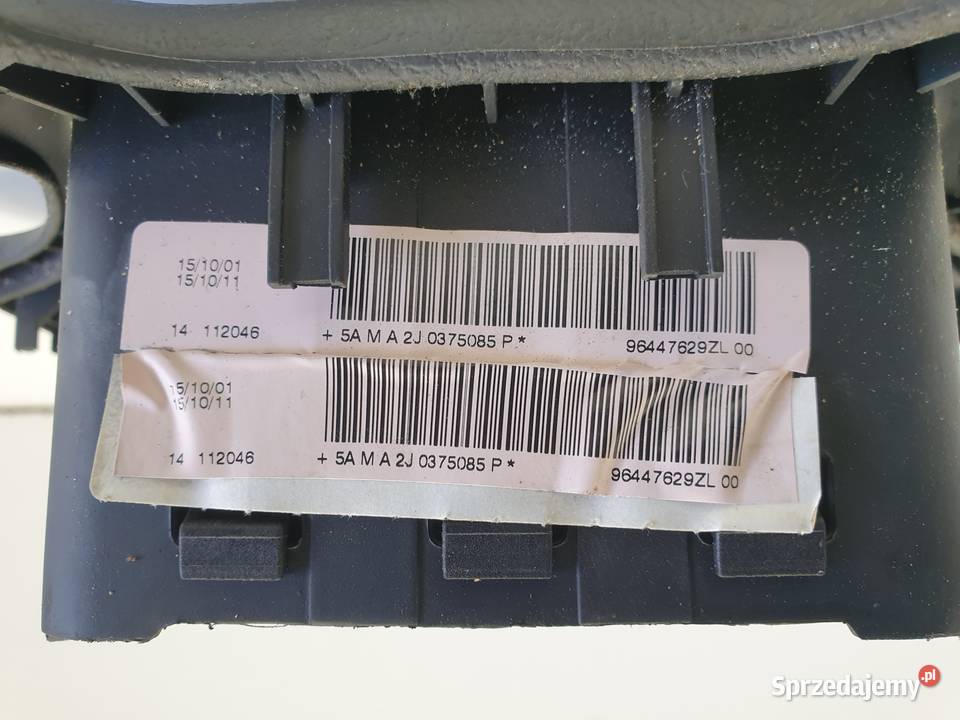 15/10/01
15/10/11
14 112046
+ 5A M A 2J 0375085 P *
96447629ZL 00
15/10/01
15/10/11
14 112046
+ 5A M A 2J 0375085 P *
96447629ZL 00
Sprzedajemy .pl